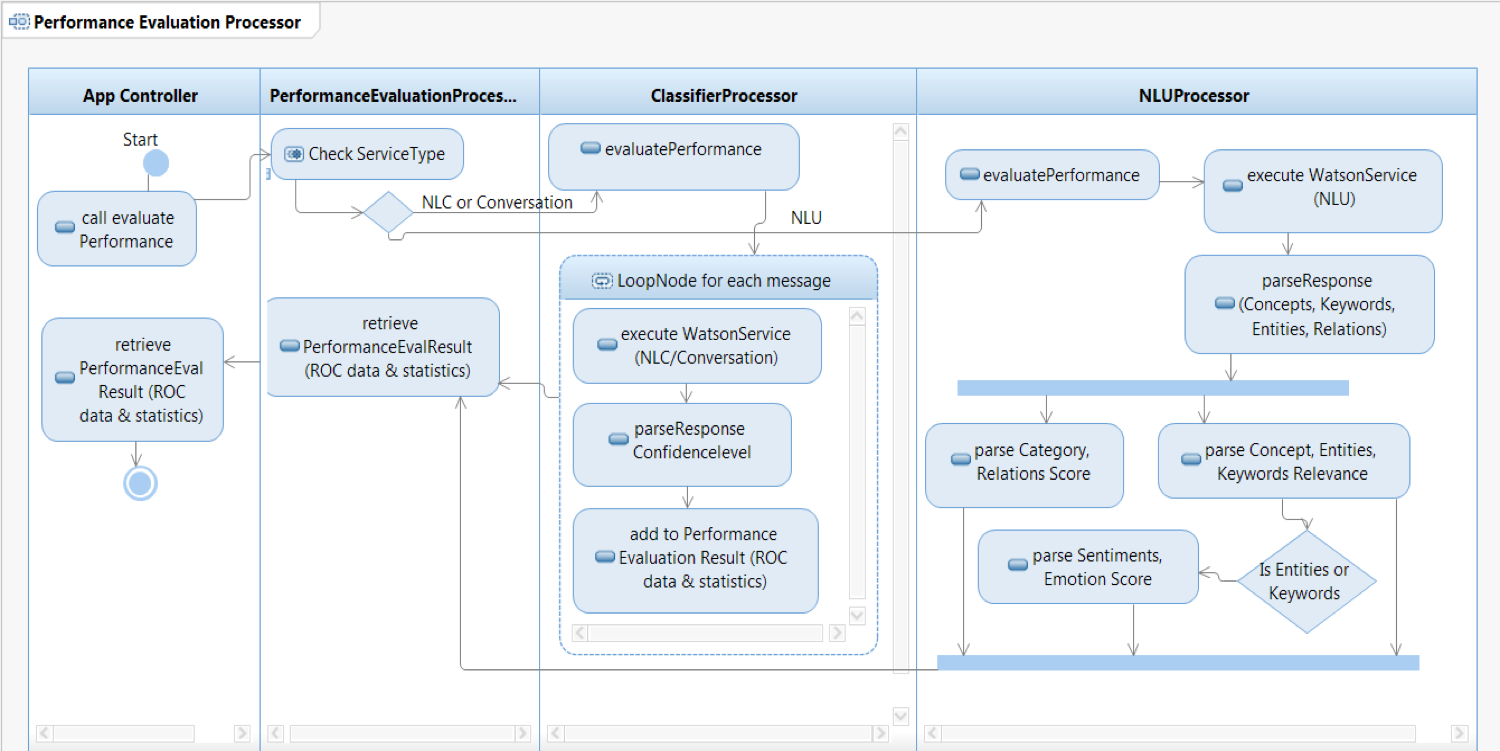 Performance Evaluation Processor
App Controller
PerformanceEvaluationProces...
ClassifierProcessor
NLUProcessor
Start
call evaluate
Performance
retrieve
PerformanceEval
Result (ROC
data & statistics)
Check ServiceType
NLC or Conversation
NLU
retrieve
PerformanceEvalResult
(ROC data & statistics)
evaluatePerformance
LoopNode for each message
execute WatsonService
(NLC/Conversation)
parseResponse
Confidencelevel
add to Performance
Evaluation Result (ROC
data & statistics)
evaluatePerformance
execute WatsonService
(NLU)
parseResponse
(Concepts, Keywords,
Entities, Relations)
parse Category,
Relations Score
parse Concept, Entities,
Keywords Relevance
parse Sentiments,
Emotion Score
Is Entities or
Keywords